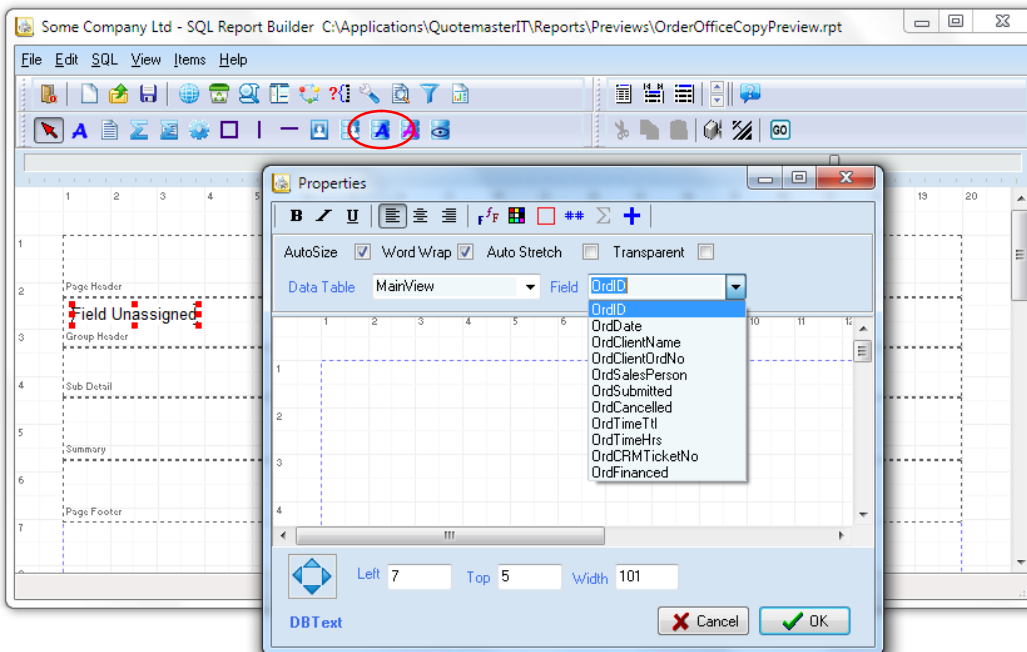 Some Company Ltd - SQL Report Builder C:\Applications\QuotemasterIT\Reports\Previews\OrderOfficeCopyPreview.rpt
File Edit SQL View Items Help
GO
1 2 3 4 5 19 20
1
Page Header
2
Field Unassigned
3
Group Header
4
Sub Detail
5
Summary
6
Page Footer
7
Properties
B I U F f F ## Σ +
AutoSize Word Wrap Auto Stretch Transparent
Data Table MainView Field OrdID
OrdID
OrdDate
OrdClientName
OrdClientOrdNo
OrdSalesPerson
OrdSubmitted
OrdCancelled
OrdTimeTtl
OrdTimeHrs
OrdCRMTicketNo
OrdFinanced
1 2 3 4 5 6 10 11 12
1
2
3
4
Left 7 Top 5 Width 101
DBText Cancel OK